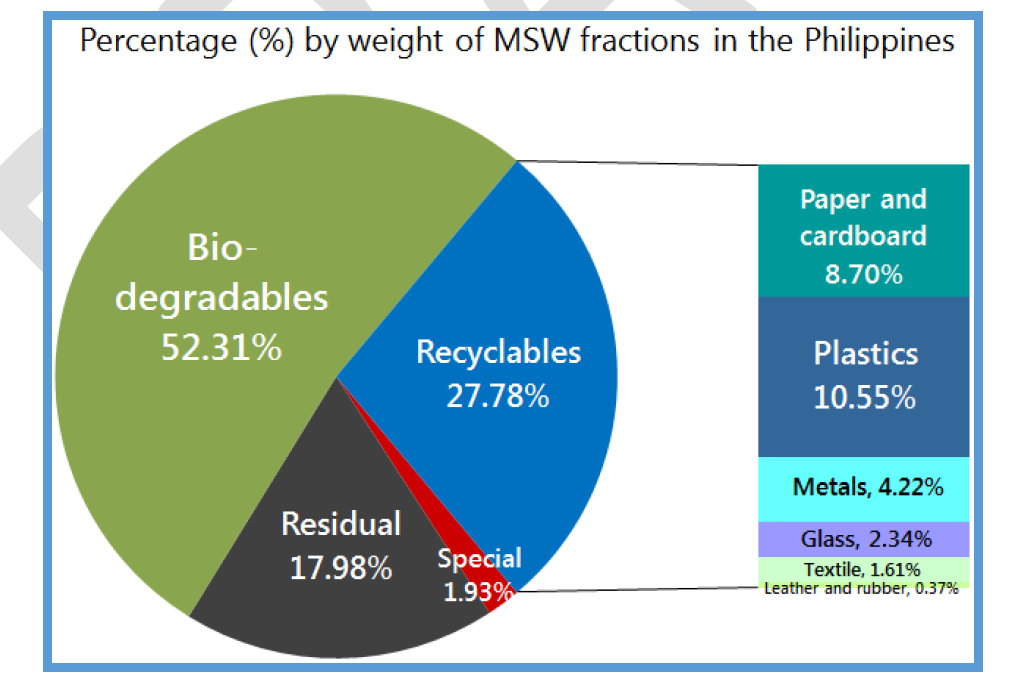 Percentage (%) by weight of MSW fractions in the Philippines
Bio-
degradables
52.31%
Recyclables
27.78%
Residual
17.98%
Special
1.93%
Paper and
cardboard
8.70%
Plastics
10.55%
Metals, 4.22%
Glass, 2.34%
Textile, 1.61%
Leather and rubber, 0.37%